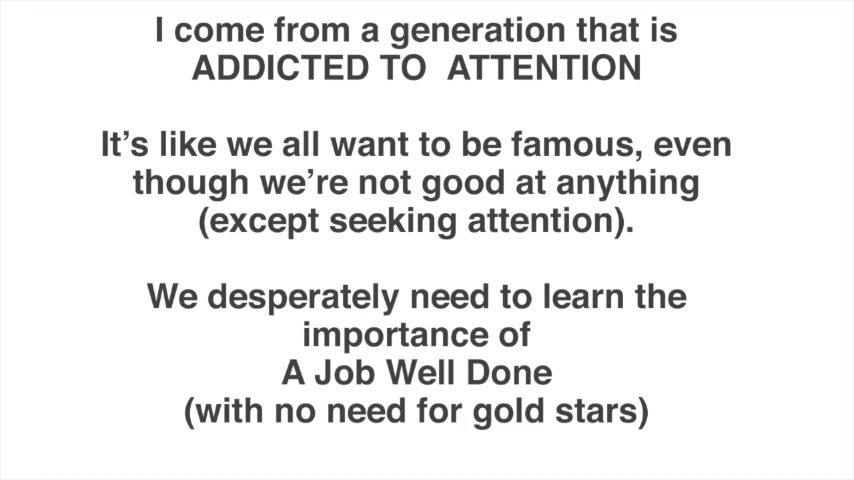 I come from a generation that is
ADDICTED TO  ATTENTION
It’s like we all want to be famous, even
though we’re not good at anything
(except seeking attention).
We desperately need to learn the
importance of
A Job Well Done
(with no need for gold stars)